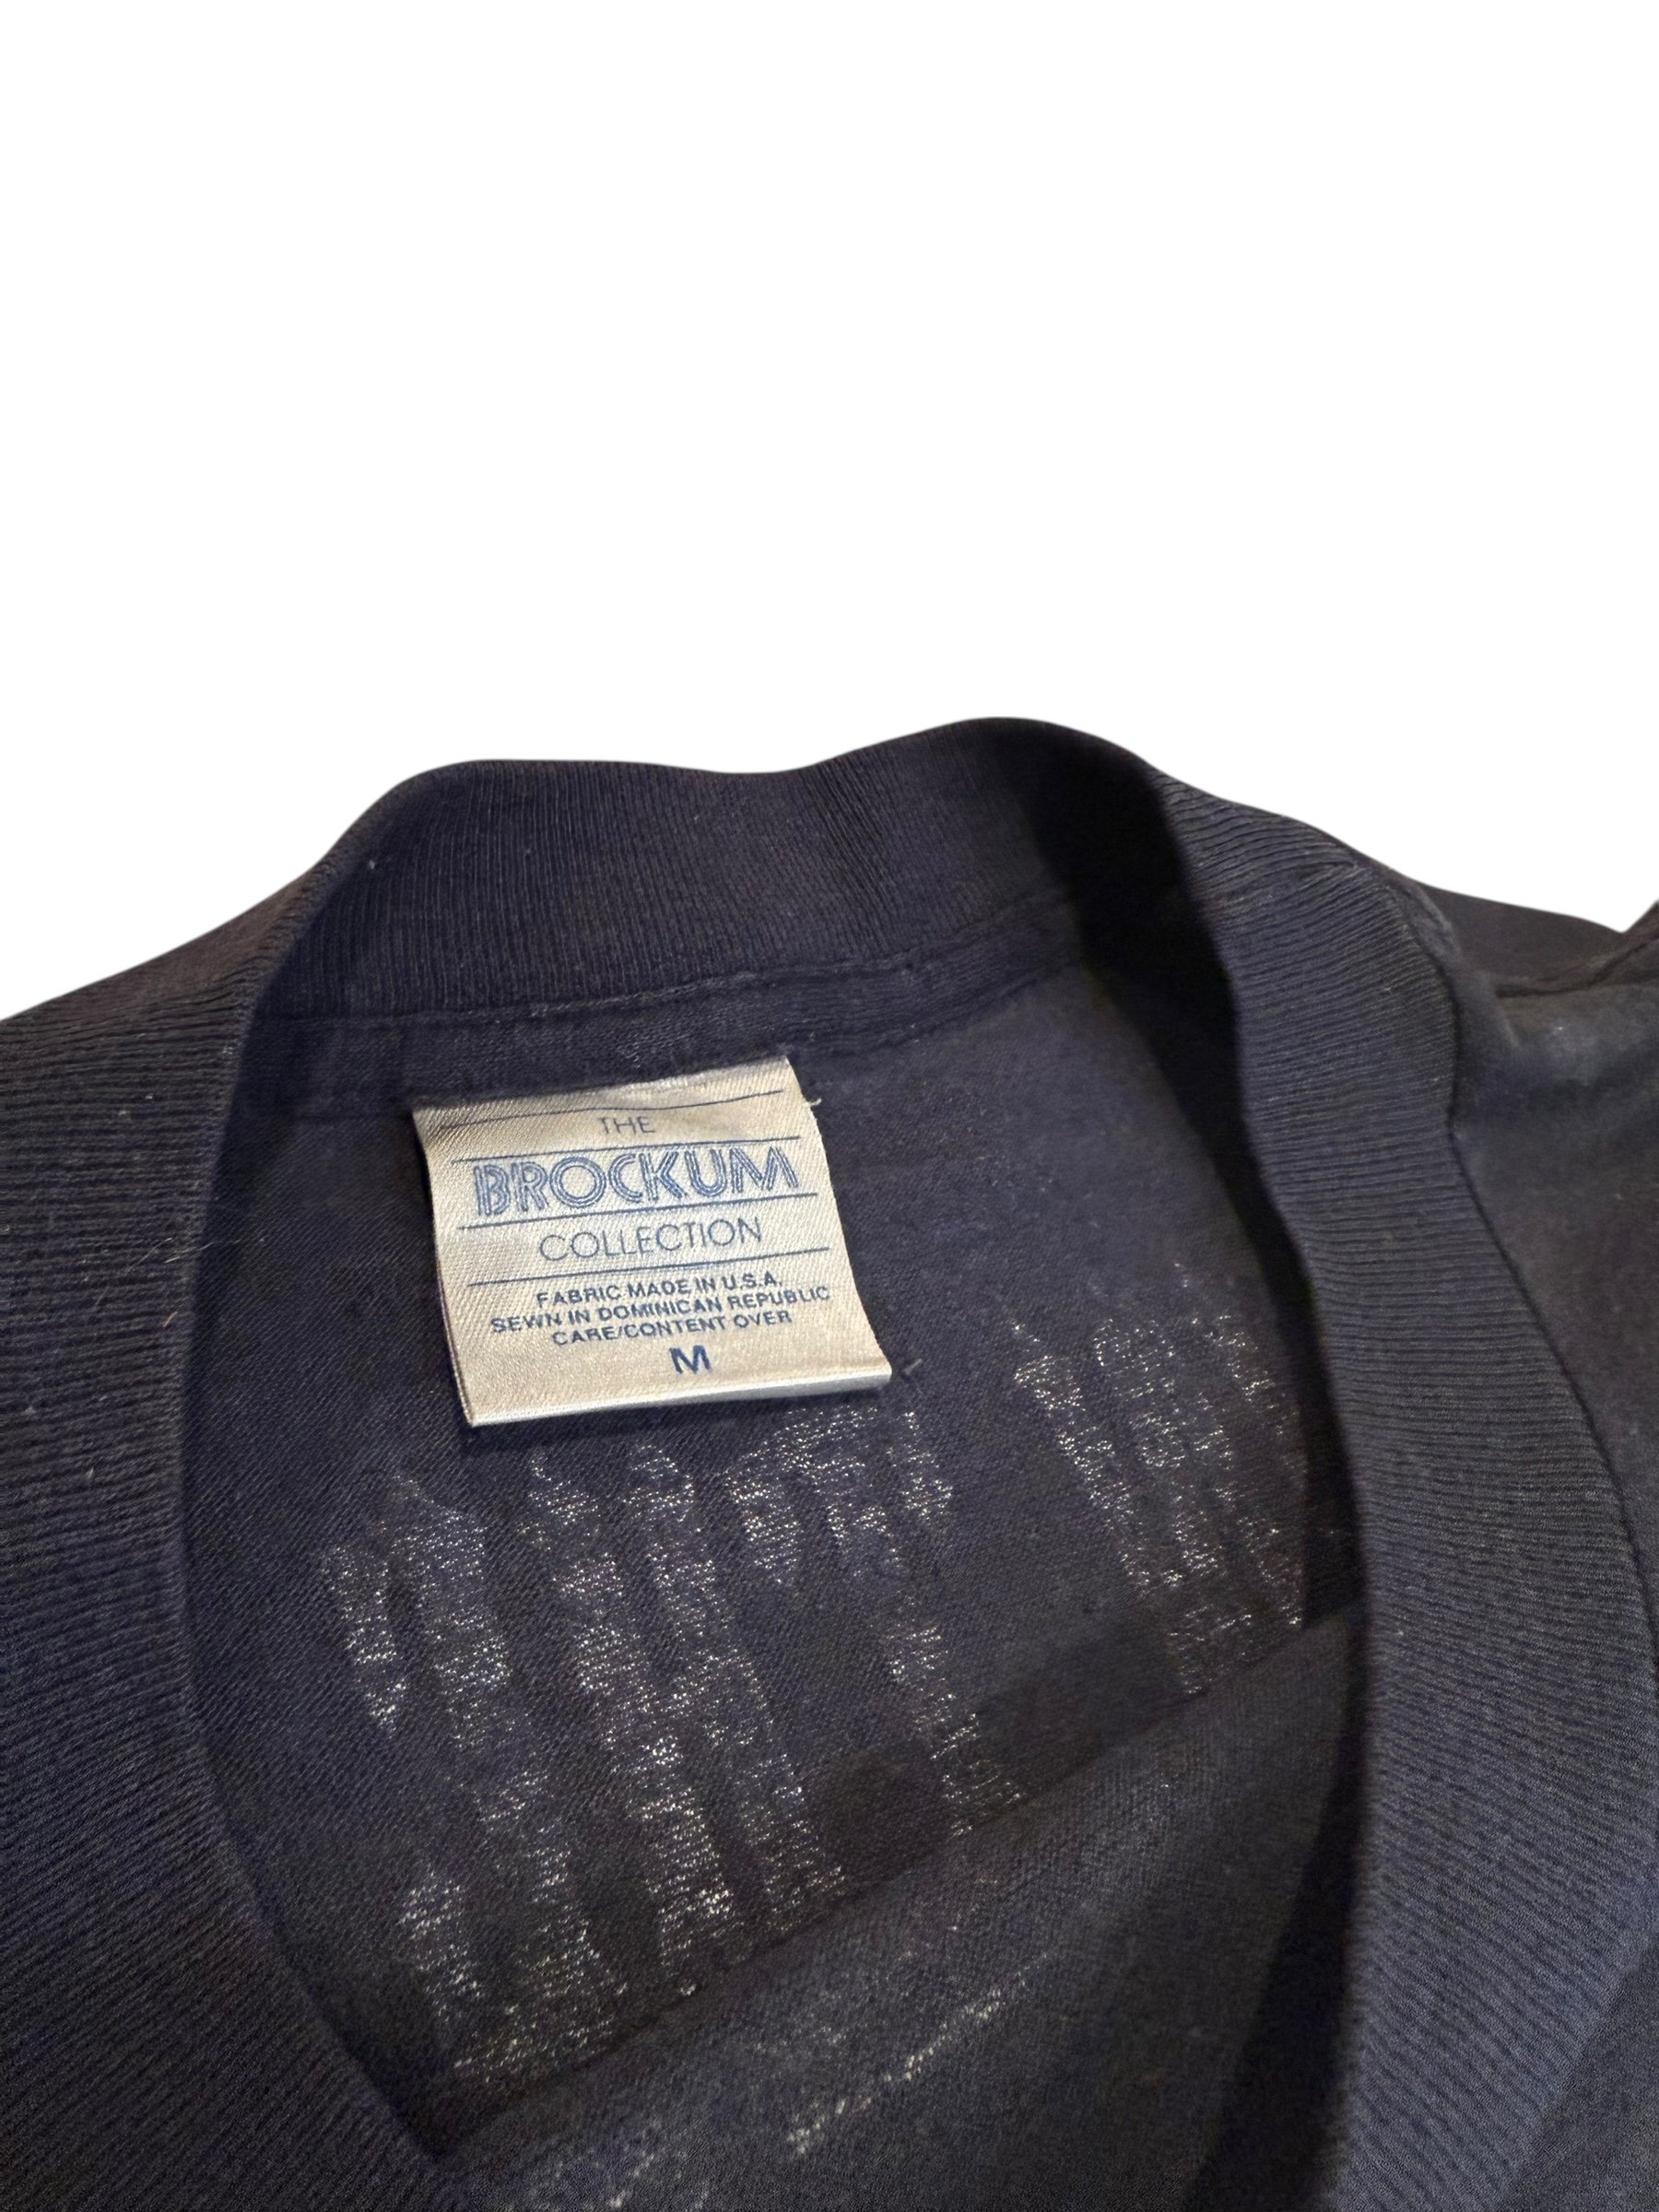 THE
BROCKUM
COLLECTION
FABRIC MADE IN U.S.A.
SEWN IN DOMINICAN REPUBLIC
CARE/CONTENT OVER
M